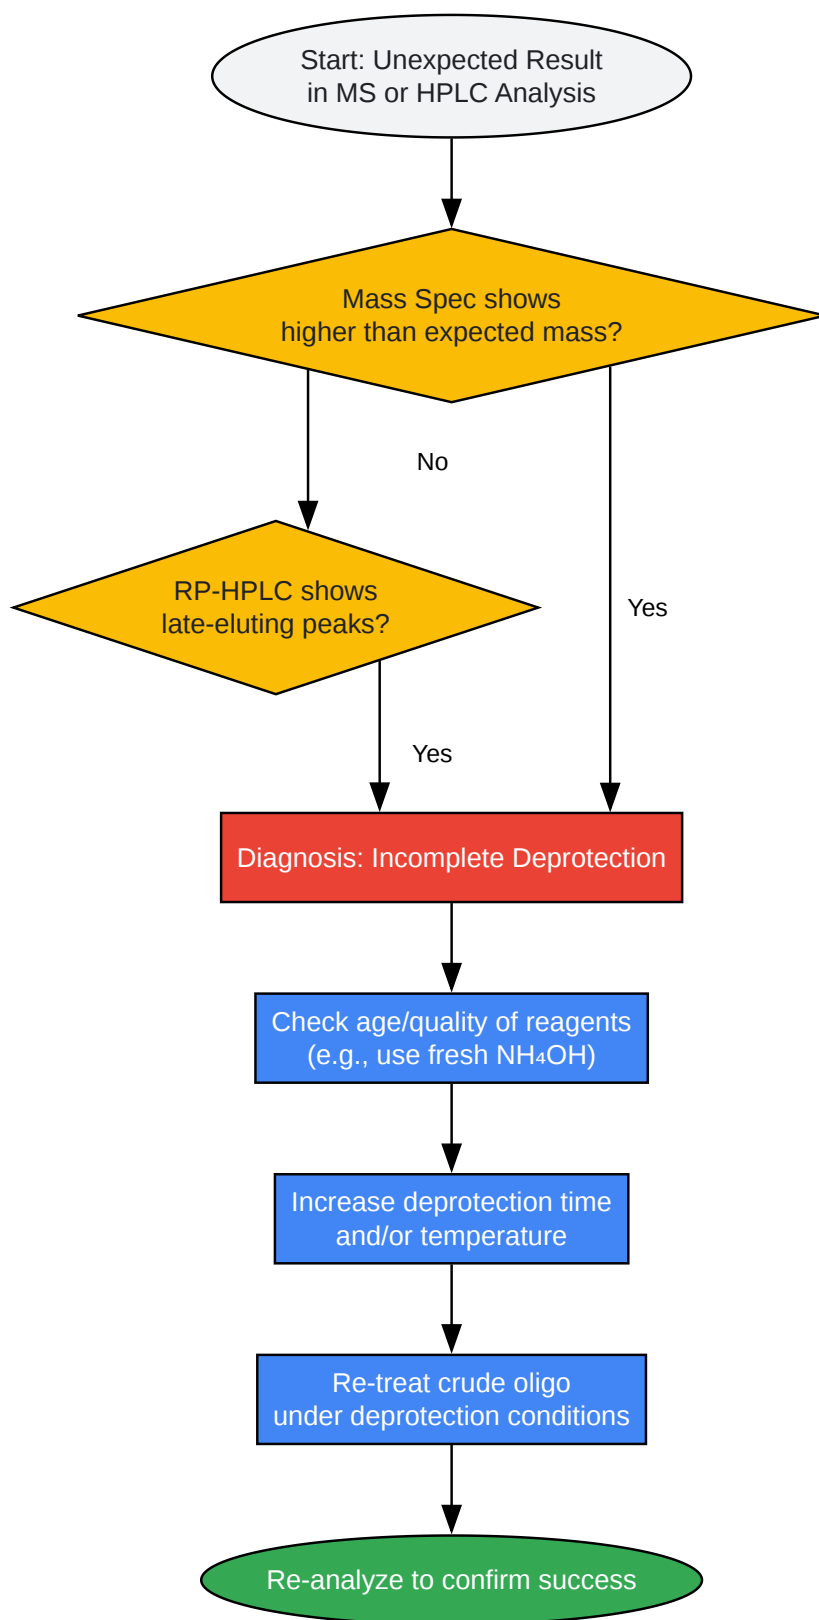 Start: Unexpected Result
in MS or HPLC Analysis
Mass Spec shows
higher than expected mass?
No
RP-HPLC shows
late-eluting peaks?
Yes
Yes
Diagnosis: Incomplete Deprotection
Check age/quality of reagents
(e.g., use fresh NH₄OH)
Increase deprotection time
and/or temperature
Re-treat crude oligo
under deprotection conditions
Re-analyze to confirm success